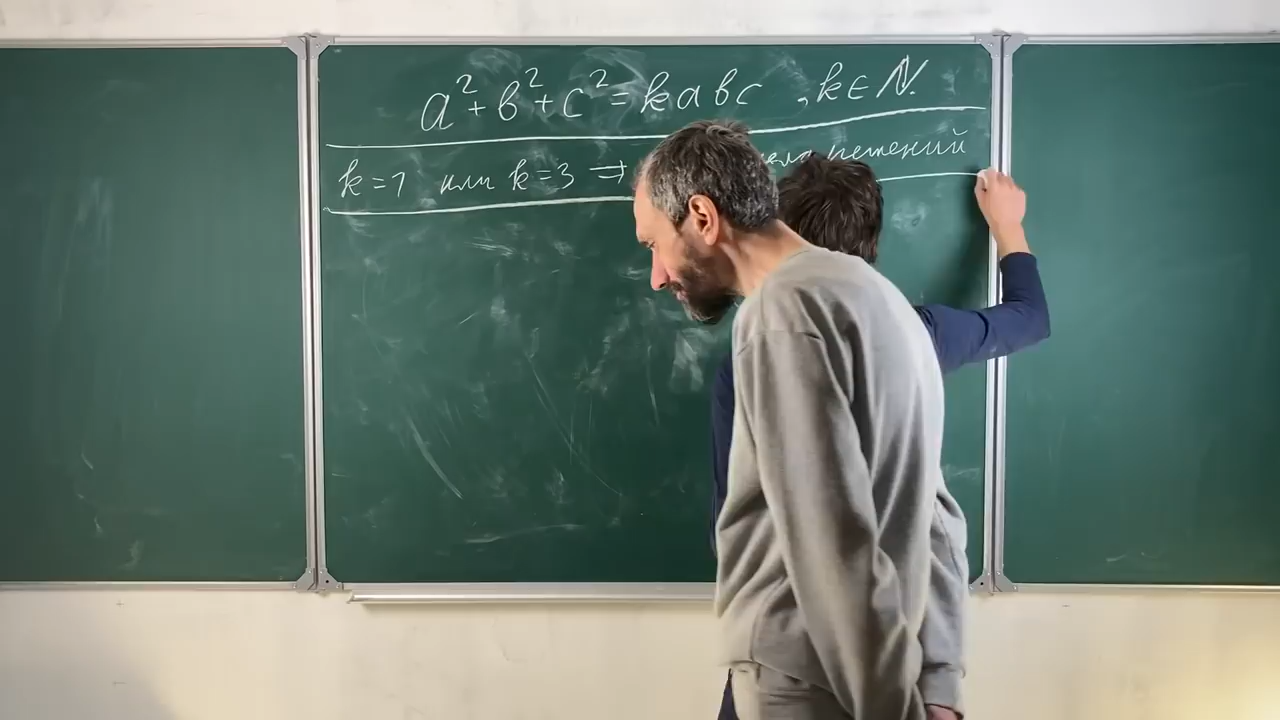 a²+b²+c²=kabc, k∈N.
k=1 или k=3 ⇒ решений